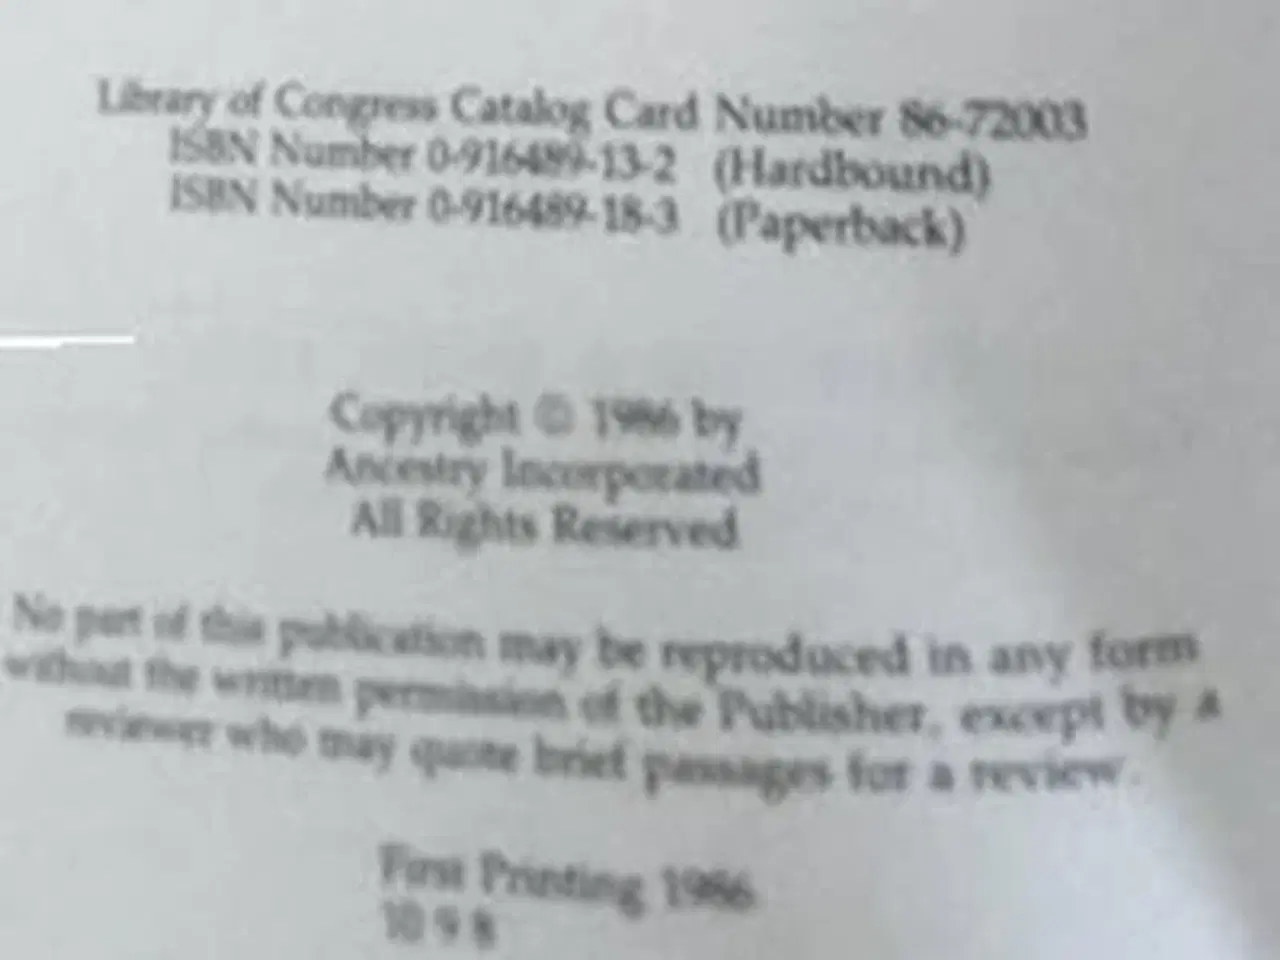 Library of Congress Catalog Card Number 86-72003
ISBN Number 0-916489-13-2 (Hardbound)
ISBN Number 0-916489-18-3 (Paperback)
Copyright © 1986 by
Ancestry Incorporated
All Rights Reserved
No part of this publication may be reproduced in any form
without the written permission of the Publisher, except by a
reviewer who may quote brief passages for a review.
First Printing 1986
10 9 8